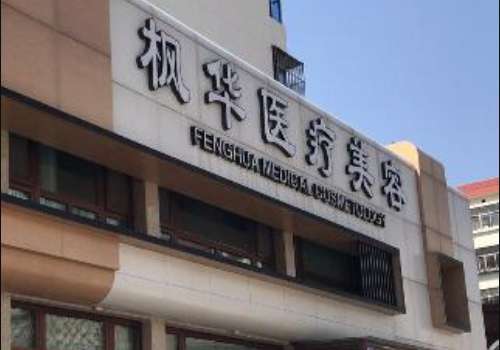 枫华医疗美容
FENGHUA MEDICAL COSMETOLOGY